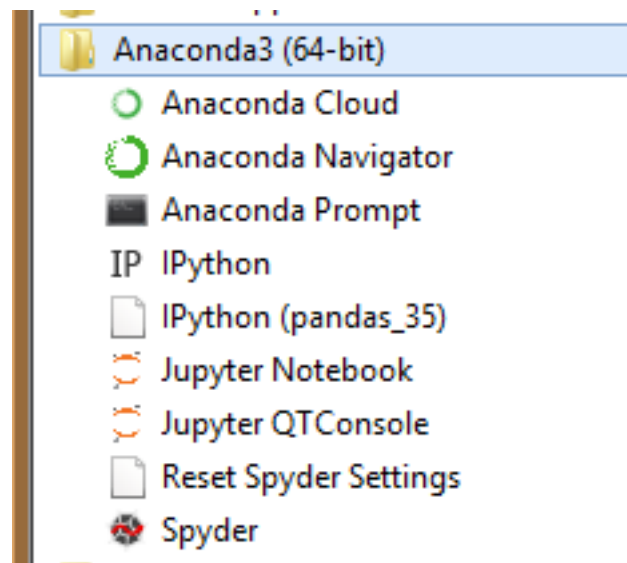 Anaconda3 (64-bit)
Anaconda Cloud
Anaconda Navigator
Anaconda Prompt
IP IPython
IPython (pandas_35)
Jupyter Notebook
Jupyter QTConsole
Reset Spyder Settings
Spyder